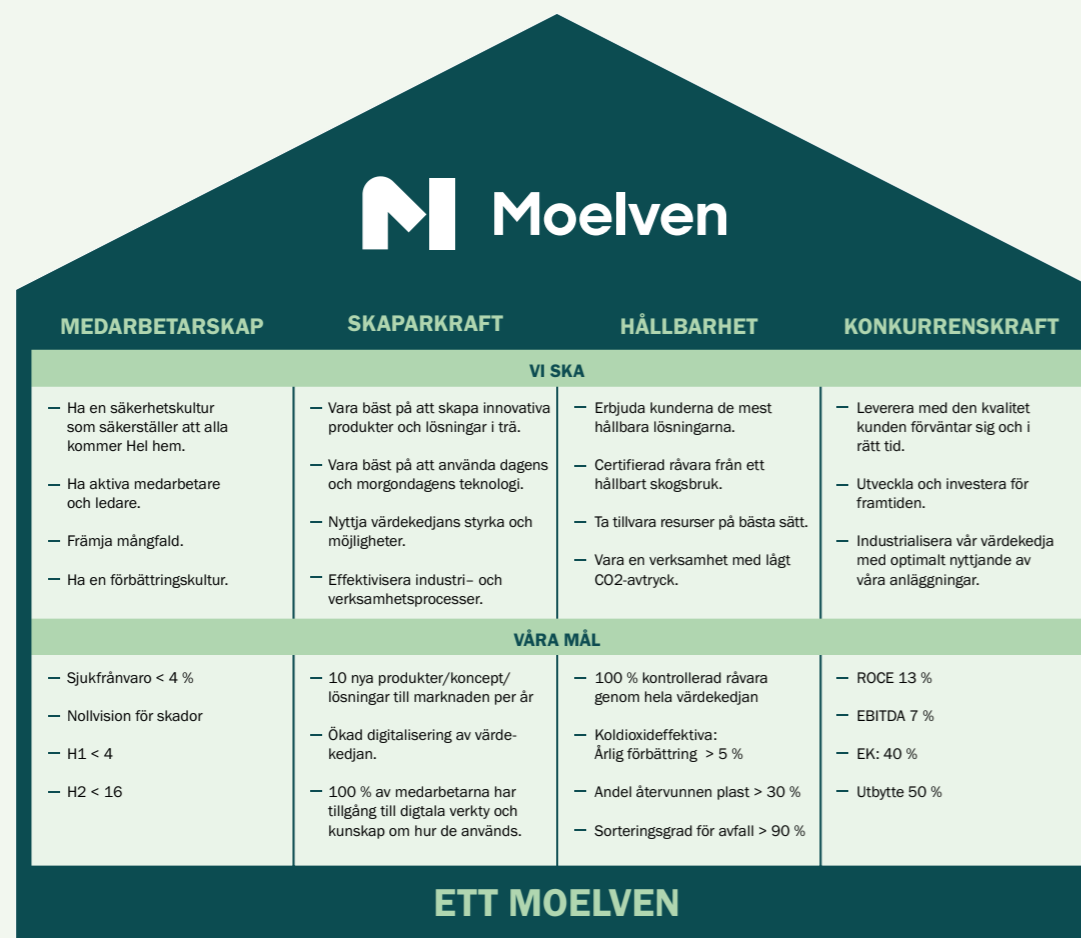 Moelven
MEDARBETARSKAP
SKAPARKRAFT
HÅLLBARHET
KONKURRENSKRAFT
VI SKA
— Ha en säkerhetskultur
som säkerställer att alla
kommer Hel hem.
— Ha aktiva medarbetare
och ledare.
— Främja mångfald.
— Ha en förbättringskultur.
— Vara bäst på att skapa innovativa
produkter och lösningar i trä.
— Vara bäst på att använda dagens
och morgondagens teknologi.
— Nyttja värdekedjans styrka och
möjligheter.
— Effektivisera industri– och
verksamhetsprocesser.
— Erbjuda kunderna de mest
hållbara lösningarna.
— Certifierad råvara från ett
hållbart skogsbruk.
— Ta tillvara resurser på bästa sätt.
— Vara en verksamhet med lågt
CO2-avtryck.
— Leverera med den kvalitet
kunden förväntar sig och i
rätt tid.
— Utveckla och investera för
framtiden.
— Industrialisera vår värdekedja
med optimalt nyttjande av
våra anläggningar.
VÅRA MÅL
— Sjukfrånvaro < 4 %
— Nollvision för skador
— H1 < 4
— H2 < 16
— 10 nya produkter/koncept/
lösningar till marknaden per år
— Ökad digitalisering av värde-
kedjan.
— 100 % av medarbetarna har
tillgång till digtala verkty och
kunskap om hur de används.
— 100 % kontrollerad råvara
genom hela värdekedjan
— Koldioxideffektiva:
Årlig förbättring > 5 %
— Andel återvunnen plast > 30 %
— Sorteringsgrad för avfall > 90 %
— ROCE 13 %
— EBITDA 7 %
— EK: 40 %
— Utbytte 50 %
ETT MOELVEN